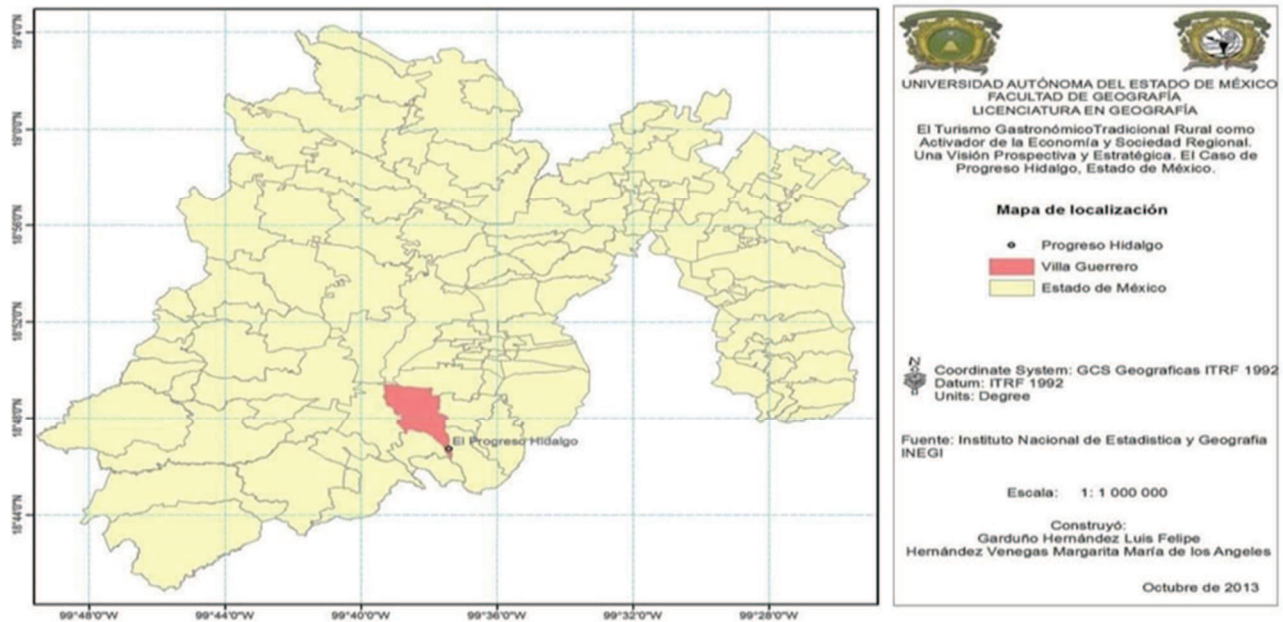 El Progreso Hidalgo
99°48'0"W
99°44'0"W
99°40'0"W
99°36'0"W
99°32'0"W
99°28'0"W
UNIVERSIDAD AUTÓNOMA DEL ESTADO DE MÉXICO
FACULTAD DE GEOGRAFÍA
LICENCIATURA EN GEOGRAFÍA
El Turismo GastronómicoTradicional Rural como
Activador de la Economía y Sociedad Regional.
Una Visión Prospectiva y Estratégica. El Caso de
Progreso Hidalgo, Estado de México.
Mapa de localización
Progreso Hidalgo
Villa Guerrero
Estado de México
Coordinate System: GCS Geograficas ITRF 1992
Datum: ITRF 1992
Units: Degree
Fuente: Instituto Nacional de Estadistica y Geografia
INEGI
Escala: 1: 1 000 000
Construyó:
Garduño Hernández Luis Felipe
Hernández Venegas Margarita María de los Angeles
Octubre de 2013